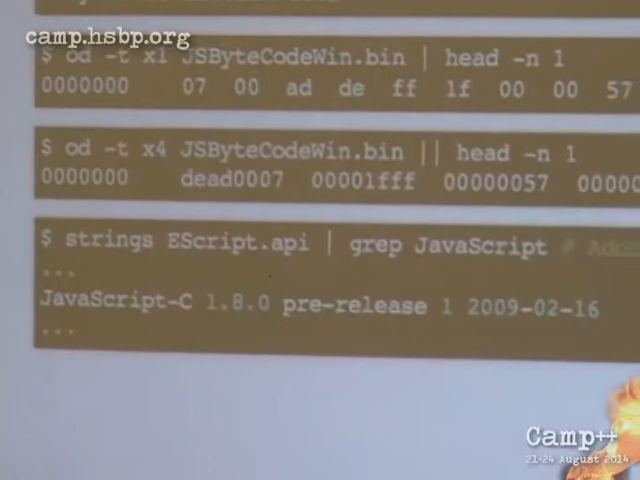 camp.hsbp.org
$ od -t x1 JSByteCodeWin.bin | head -n 1
0000000 07 00 ad de ff 1f 00 00 57
$ od -t x4 JSByteCodeWin.bin || head -n 1
0000000 dead0007 00001fff 00000057 00000
$ strings EScript.api | grep JavaScript #
...
JavaScript-C 1.8.0 pre-release 1 2009-02-16
...
Camp++
21-24 August 2014